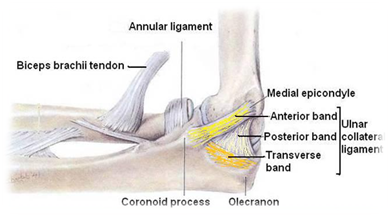 Annular ligament
Biceps brachii tendon
Medial epicondyle
Anterior band
Posterior band
Transverse
band
Ulnar
collateral
ligament
Coronoid process
Olecranon